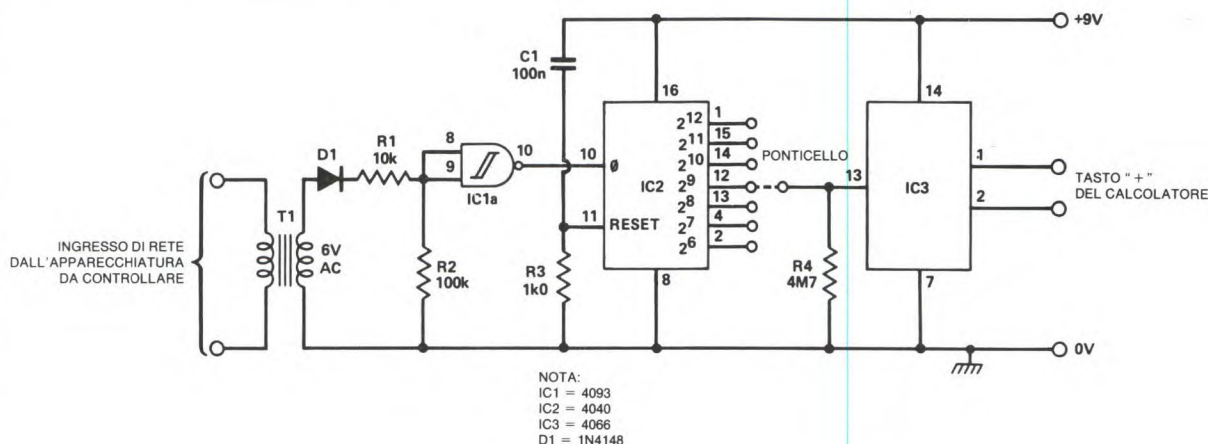 +9V
C1
100n
16
14
D1
R1
10k
8
9
10
IC1a
10
Ø
2¹² 1
2¹¹ 15
2¹⁰ 14
2⁹ 12
2⁸ 13
2⁷ 4
2⁶ 2
IC2
11
RESET
8
PONTICELLO
13
IC3
1
2
7
TASTO "+"
DEL CALCOLATORE
INGRESSO DI RETE
DALL'APPARECCHIATURA
DA CONTROLLARE
T1
6V
AC
R2
100k
R3
1k0
R4
4M7
0V
NOTA:
IC1 = 4093
IC2 = 4040
IC3 = 4066
D1 = 1N4148